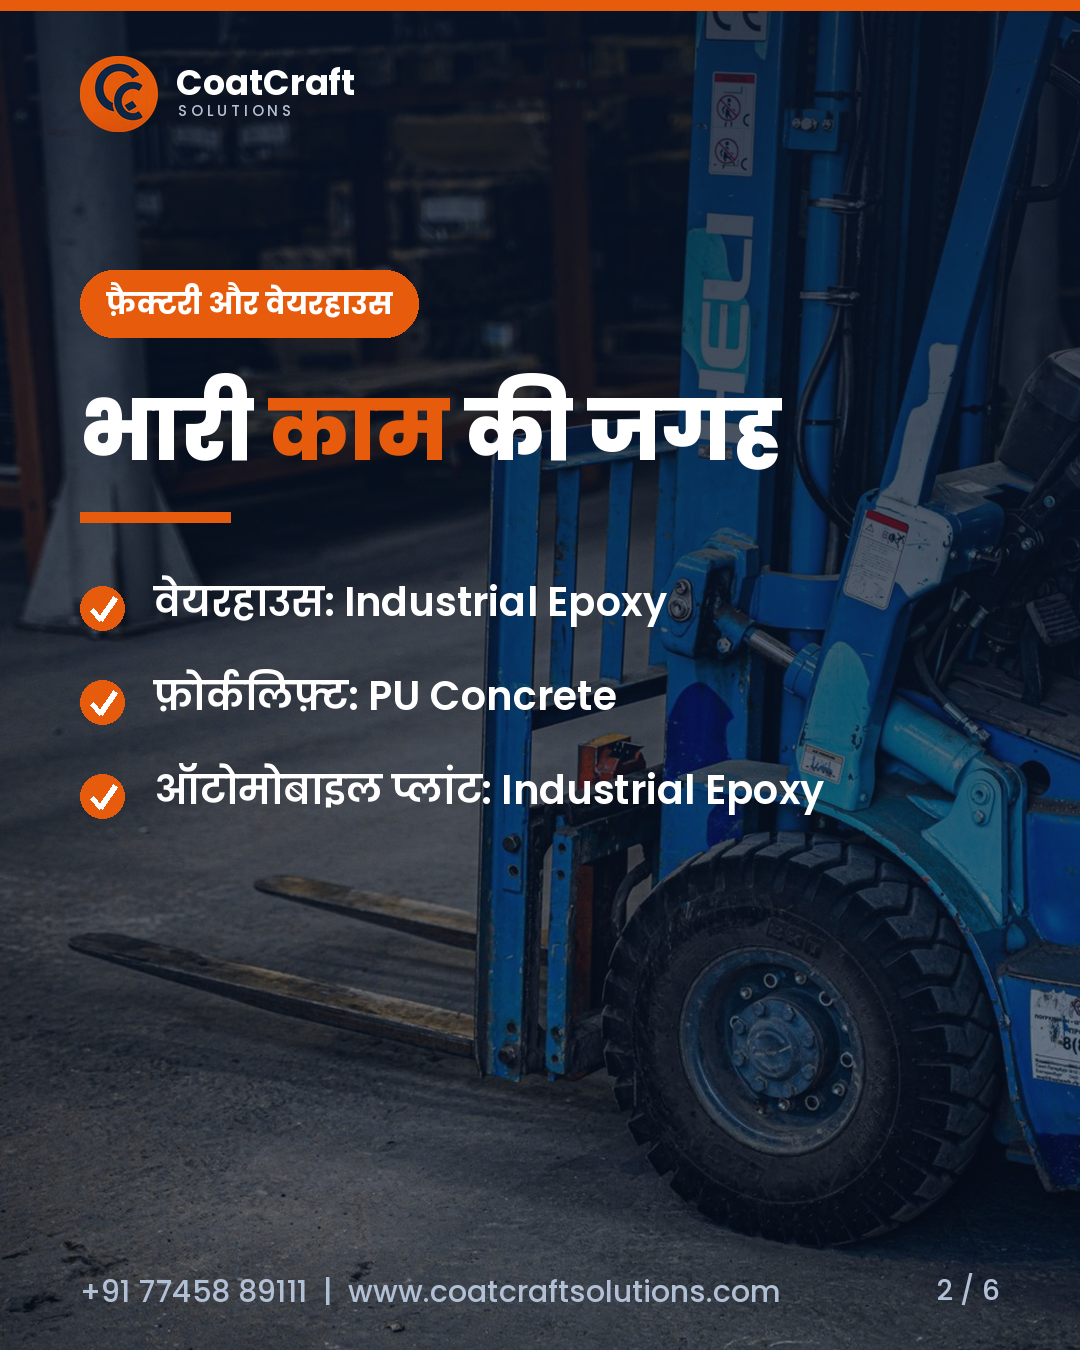 CoatCraft
SOLUTIONS
फ़ैक्टरी और वेयरहाउस
भारी काम की जगह
वेयरहाउस: Industrial Epoxy
फ़ोर्कलिफ़्ट: PU Concrete
ऑटोमोबाइल प्लांट: Industrial Epoxy
HELI
+91 77458 89111 | www.coatcraftsolutions.com
2 / 6